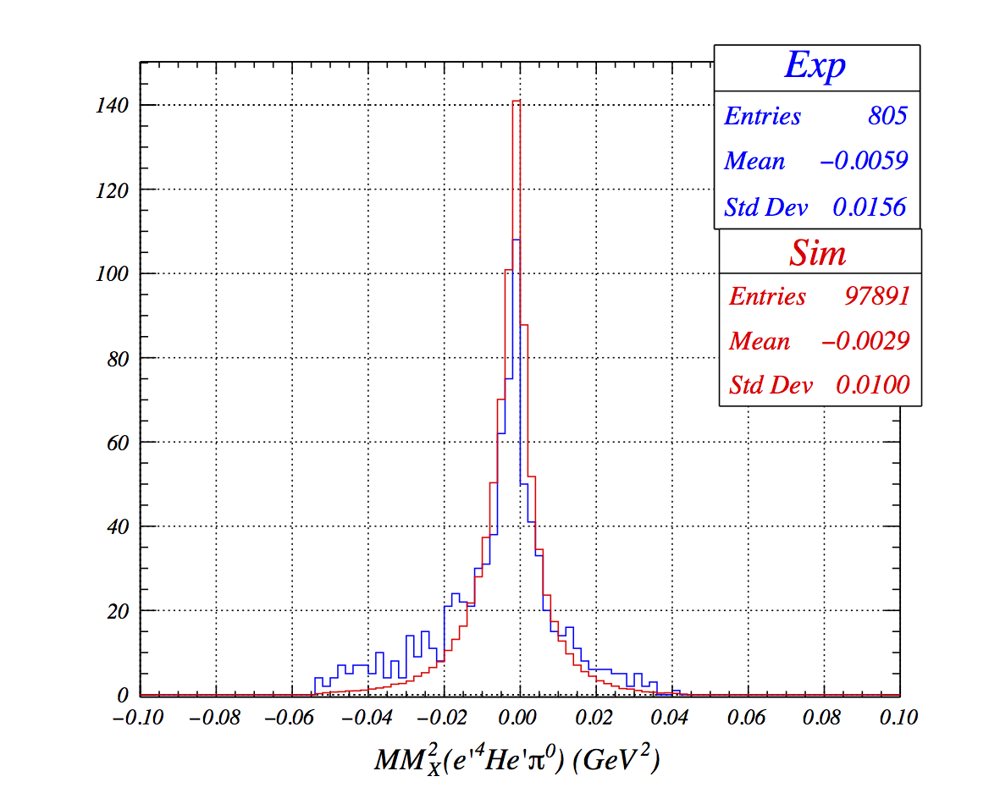 Exp
Entries 805
Mean −0.0059
Std Dev 0.0156
Sim
Entries 97891
Mean −0.0029
Std Dev 0.0100
140
120
100
80
60
40
20
0
−0.10 −0.08 −0.06 −0.04 −0.02 0.00 0.02 0.04 0.06 0.08 0.10
MM²_X(e'⁴He'π⁰) (GeV²)